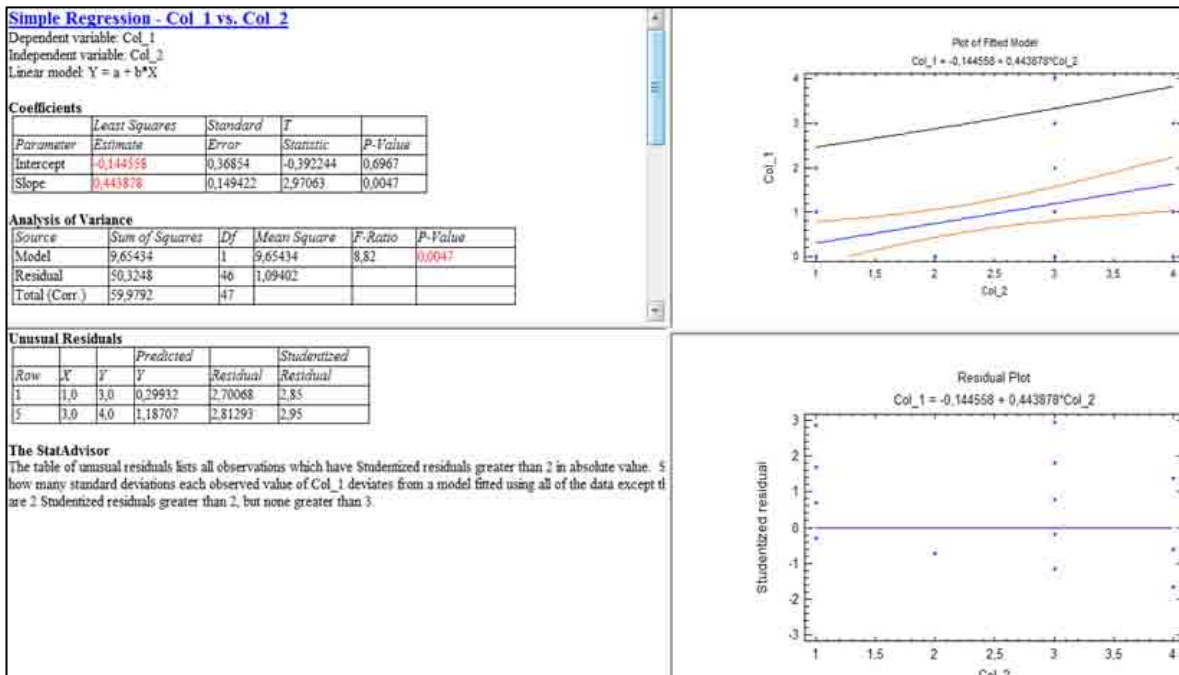 Simple Regression - Col_1 vs. Col_2
Dependent variable: Col_1
Independent variable: Col_2
Linear model: Y = a + b*X
Coefficients
Least Squares Standard T
Parameter Estimate Error Statistic P-Value
Intercept -0,144558 0,36854 -0,392244 0,6967
Slope 0,443878 0,149422 2,97063 0,0047
Analysis of Variance
Source Sum of Squares Df Mean Square F-Ratio P-Value
Model 9,65434 1 9,65434 8,82 0,0047
Residual 50,3248 46 1,09402
Total (Corr.) 59,9792 47
Plot of Fitted Model
Col_1 = -0,144558 + 0,443878*Col_2
Col_1
4
3
2
1
0
1 1,5 2 2,5 3 3,5 4
Col_2
Unusual Residuals
Predicted Studentized
Row X Y Y Residual Residual
1 1,0 3,0 0,29932 2,70068 2,85
5 3,0 4,0 1,18707 2,81293 2,95
The StatAdvisor
The table of unusual residuals lists all observations which have Studentized residuals greater than 2 in absolute value. S
how many standard deviations each observed value of Col_1 deviates from a model fitted using all of the data except th
are 2 Studentized residuals greater than 2, but none greater than 3.
Residual Plot
Col_1 = -0,144558 + 0,443878*Col_2
Studentized residual
3
2
1
0
-1
-2
-3
1 1,5 2 2,5 3 3,5 4
Col_2